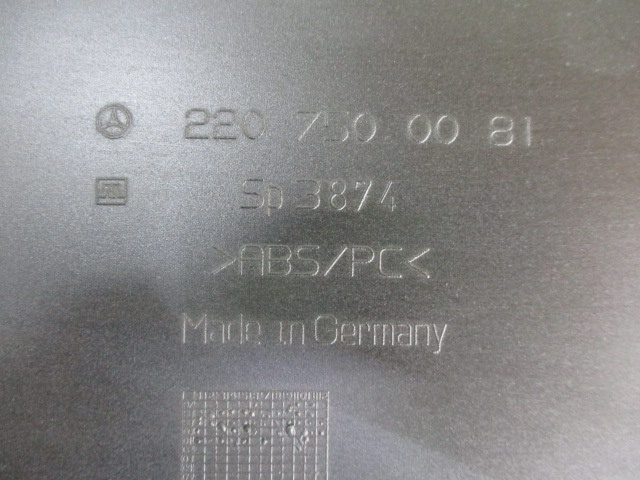 220 750 00 81
Sp 3874
>ABS/PC<
Made in Germany